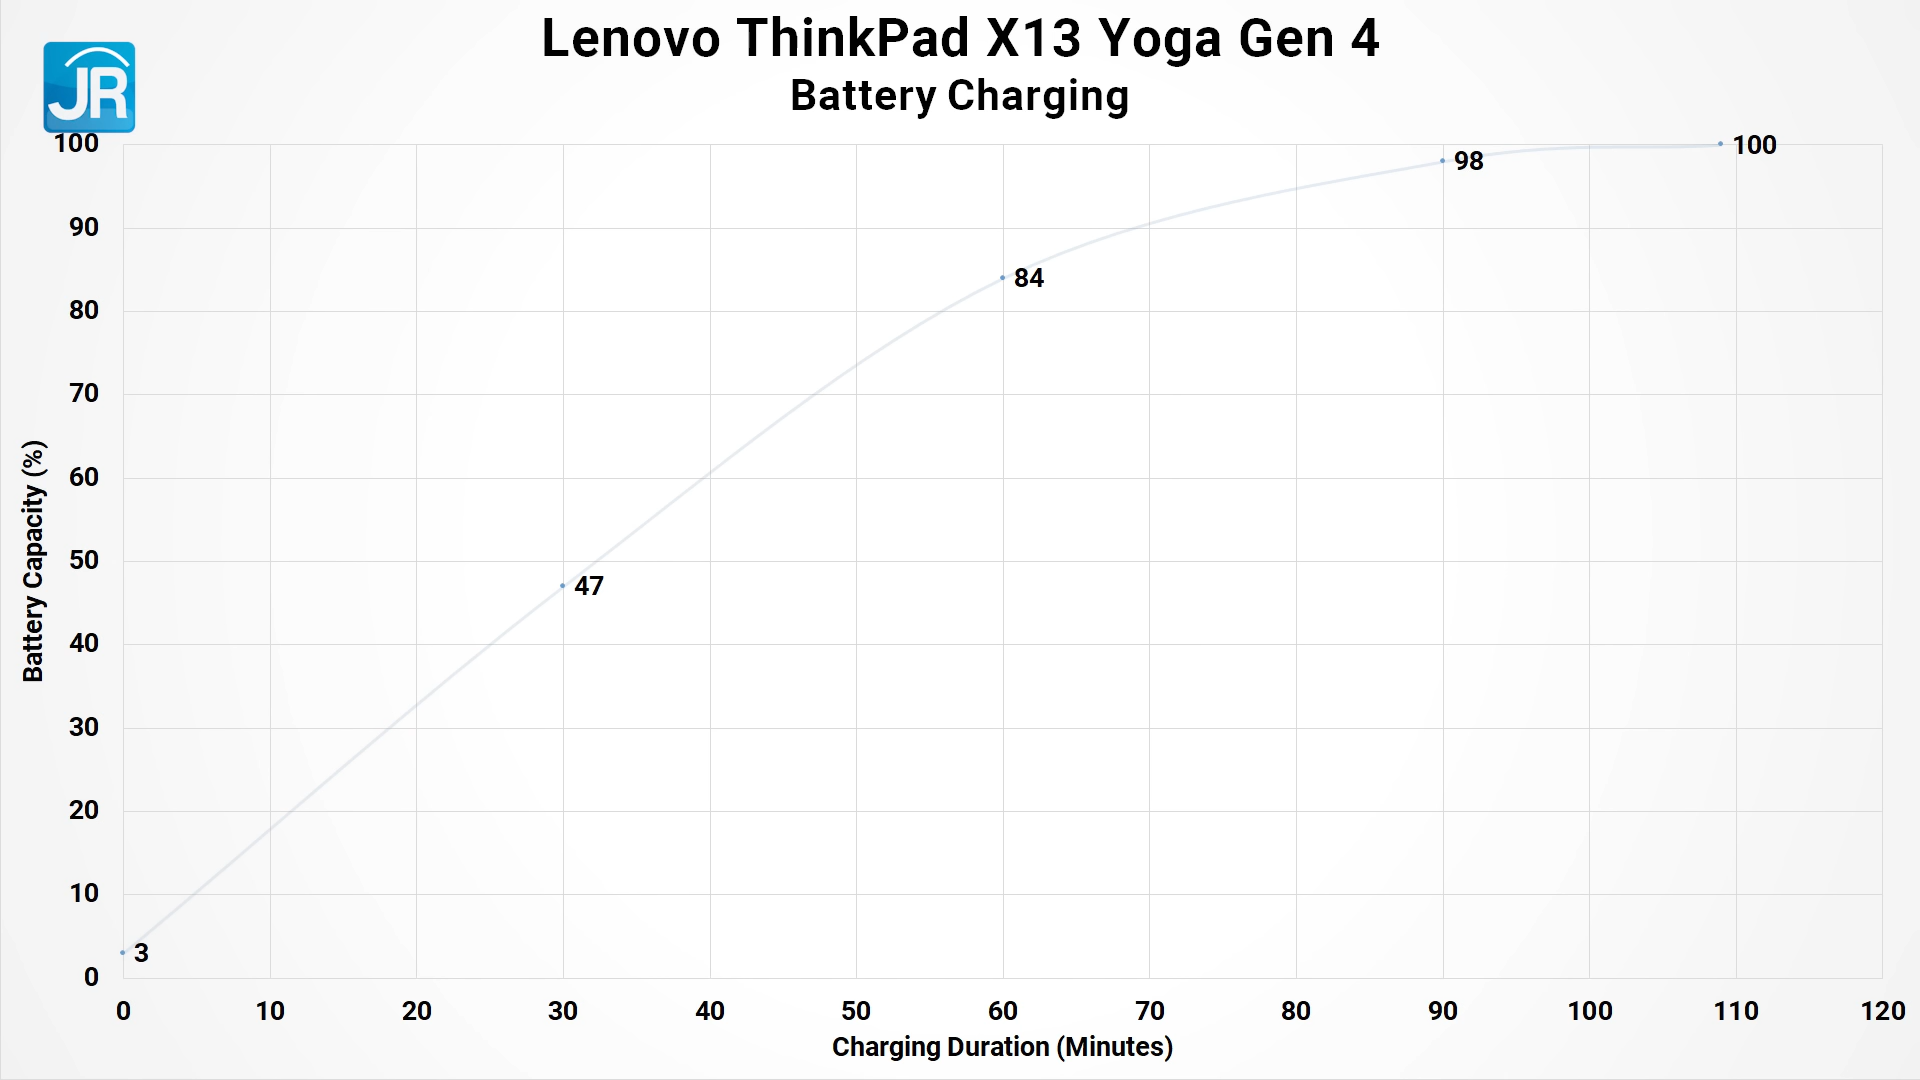 Lenovo ThinkPad X13 Yoga Gen 4
Battery Charging
JR
100
90
80
70
60
50
40
30
20
10
0
Battery Capacity (%)
3
47
84
98
100
0 10 20 30 40 50 60 70 80 90 100 110 120
Charging Duration (Minutes)